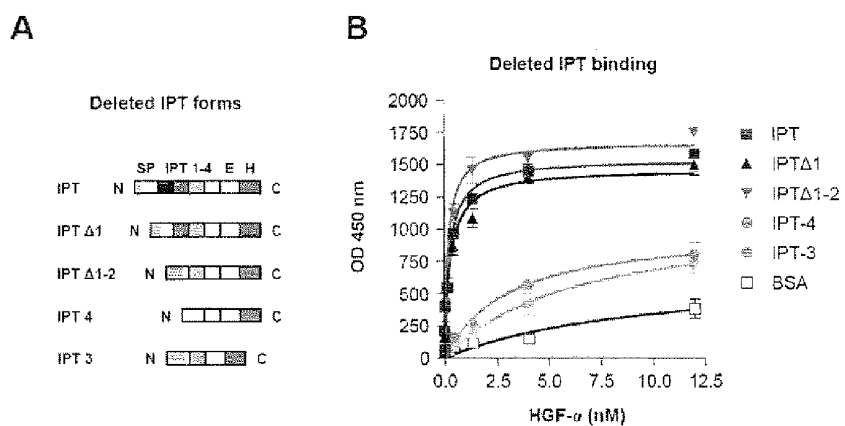 A
Deleted IPT forms
SP IPT 1-4 E H
IPT N C
IPT Δ1 N C
IPT Δ1-2 N C
IPT 4 N C
IPT 3 N C
B
Deleted IPT binding
OD 450 nm
2000
1750
1500
1250
1000
750
500
250
0
0.0 2.5 5.0 7.5 10.0 12.5
HGF-α (nM)
IPT
IPTΔ1
IPTΔ1-2
IPT-4
IPT-3
BSA